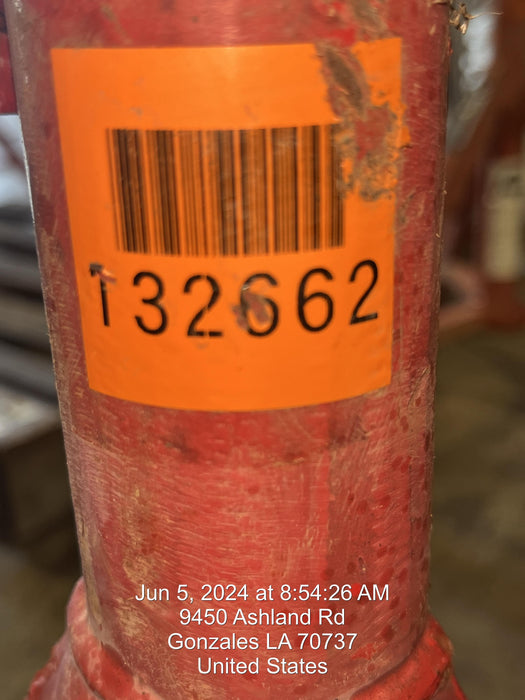 132662
Jun 5, 2024 at 8:54:26 AM
9450 Ashland Rd
Gonzales LA 70737
United States